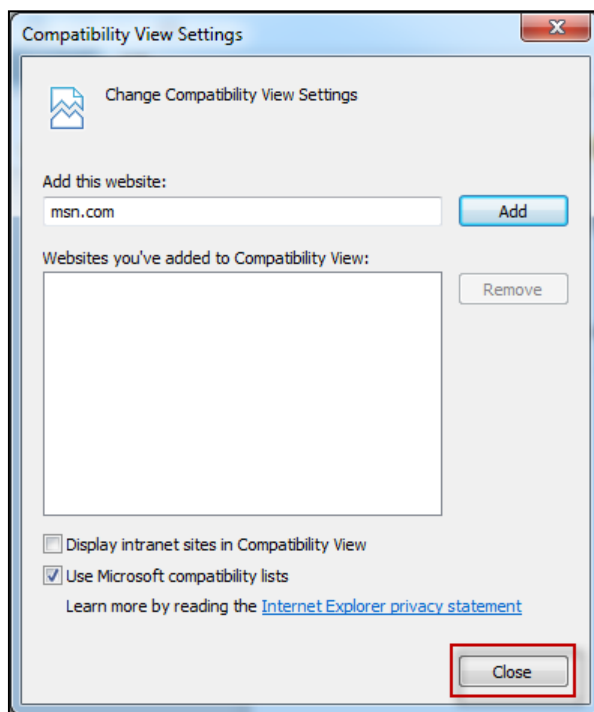 Compatibility View Settings
Change Compatibility View Settings
Add this website:
msn.com
Add
Websites you've added to Compatibility View:
Remove
Display intranet sites in Compatibility View
Use Microsoft compatibility lists
Learn more by reading the Internet Explorer privacy statement
Close